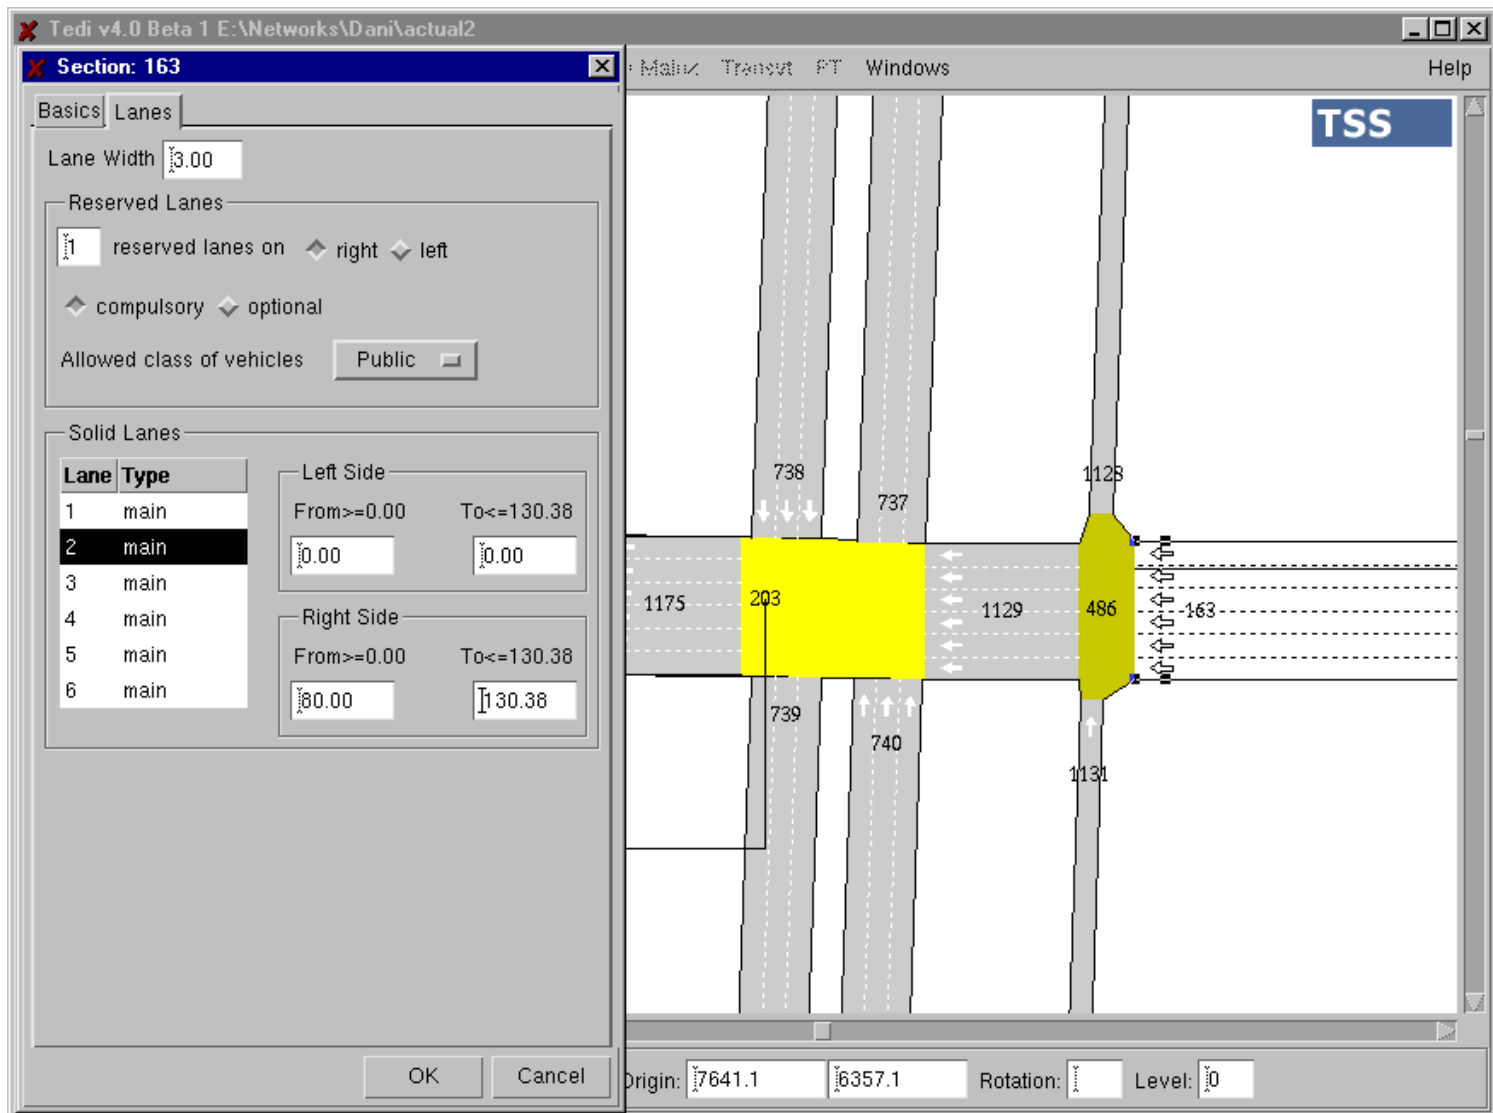 Tedi v4.0 Beta 1 E:\Networks\Dani\actual2
Section: 163
Windows
Help
Basics
Lanes
TSS
Lane Width 3.00
Reserved Lanes
1 reserved lanes on right left
compulsory optional
Allowed class of vehicles Public
Solid Lanes
Lane Type
1 main
2 main
3 main
4 main
5 main
6 main
Left Side
From>=0.00 To<=130.38
0.00 0.00
Right Side
From>=0.00 To<=130.38
80.00 130.38
738
737
1128
1175
203
1129
486
163
739
740
1131
OK
Cancel
Origin: 7641.1 6357.1 Rotation: Level: 0